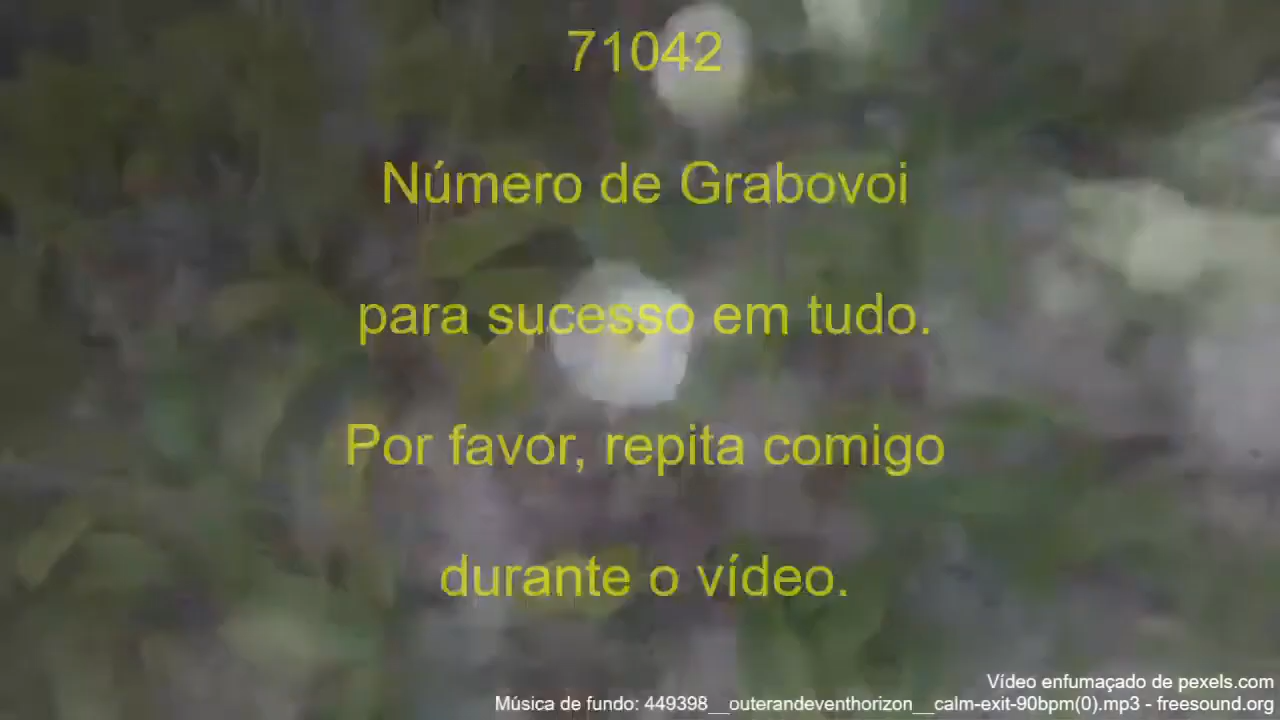 71042
Número de Grabovoi
para sucesso em tudo.
Por favor, repita comigo
durante o vídeo.
Vídeo enfumaçado de pexels.com
Música de fundo: 449398__outerandeventhorizon__calm-exit-90bpm(0).mp3 - freesound.org